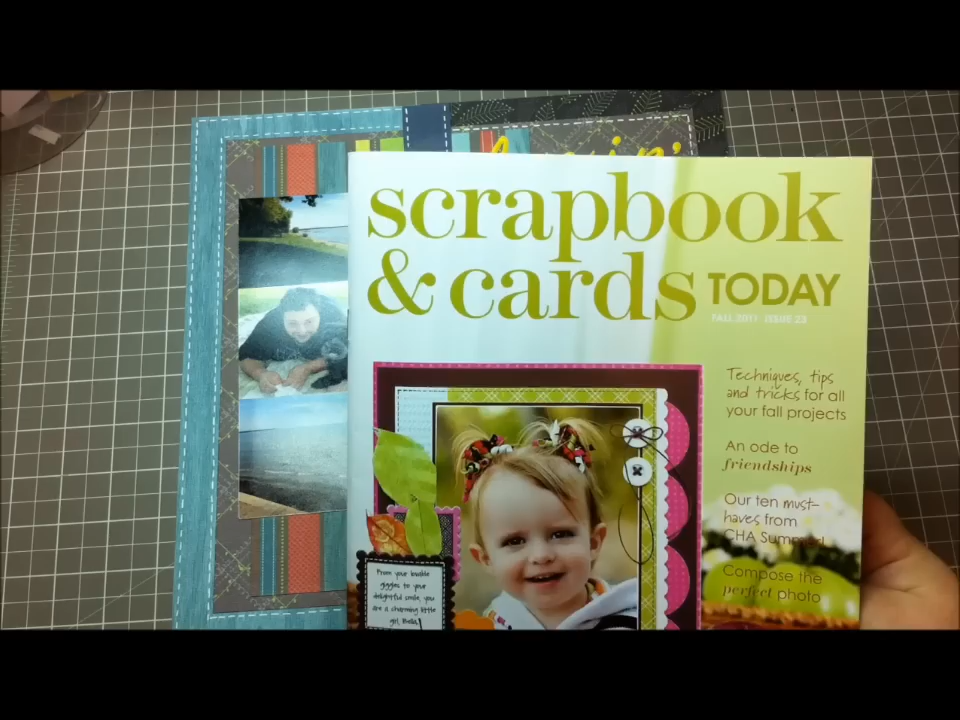 scrapbook
& cards TODAY
FALL 2011 ISSUE 23
Techniques, tips
and tricks for all
your fall projects
An ode to
friendships
Our ten must-
haves from
CHA Summer!
Compose the
perfect photo
From your lovable
giggles to your
delightful smile, you
are a charming little
girl, Bella.